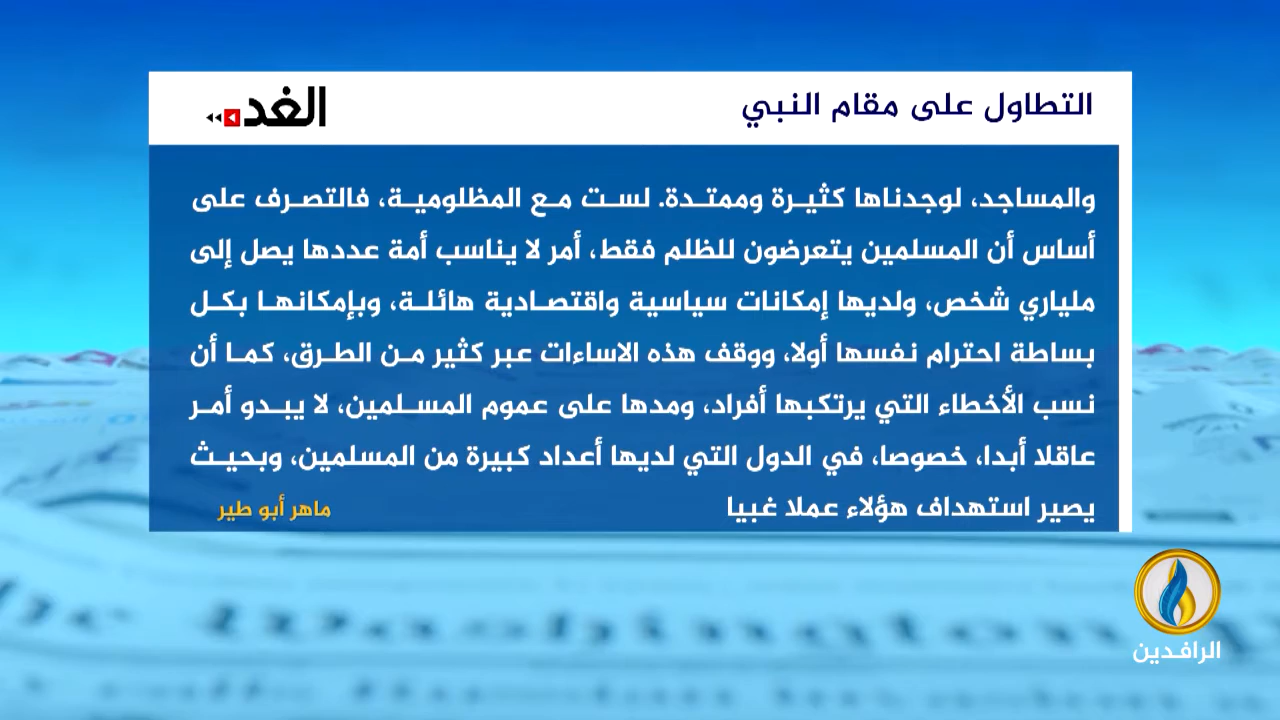 التطاول على مقام النبي
الغد
والمساجد، لوجدناها كثيرة وممتدة. لست مع المظلومية، فالتصرف على
أساس أن المسلمين يتعرضون للظلم فقط، أمر لا يناسب أمة عددها يصل إلى
ملياري شخص، ولديها إمكانات سياسية واقتصادية هائلة، وبإمكانها بكل
بساطة احترام نفسها أولا، ووقف هذه الاساءات عبر كثير من الطرق، كما أن
نسب الأخطاء التي يرتكبها أفراد، ومدها على عموم المسلمين، لا يبدو أمر
عاقلا أبدا، خصوصا، في الدول التي لديها أعداد كبيرة من المسلمين، وبحيث
يصير استهداف هؤلاء عملا غبيا
ماهر أبو طير
الرافدين